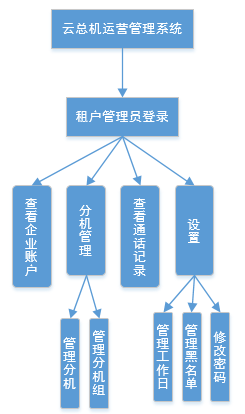 云总机运营管理系统
租户管理员登录
查看企业账户
分机管理
查看通话记录
设置
管理分机
管理分机组
管理工作日
管理黑名单
修改密码